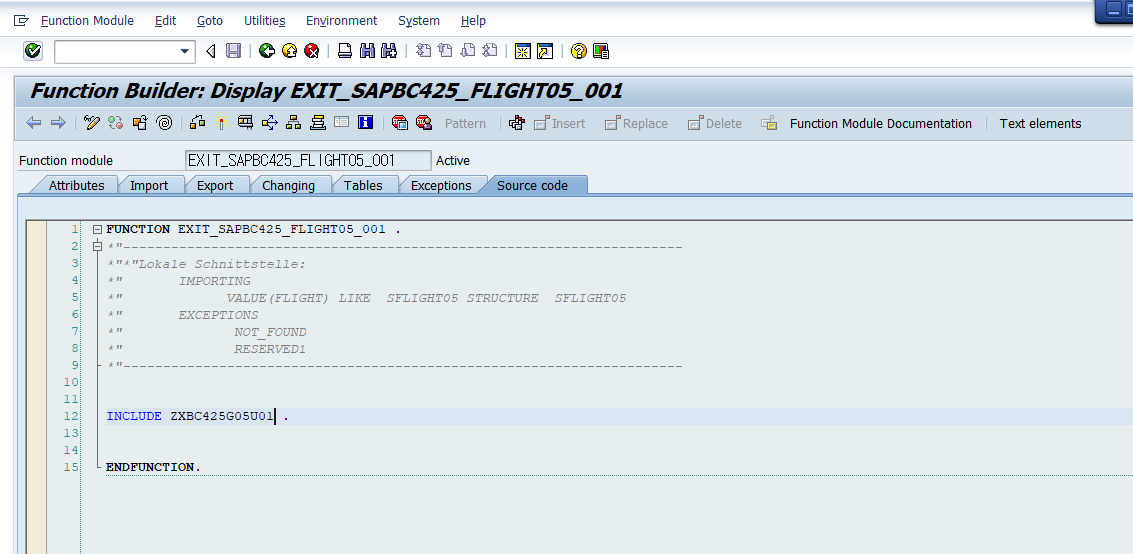 Function Module Edit Goto Utilities Environment System Help
Function Builder: Display EXIT_SAPBC425_FLIGHT05_001
Pattern Insert Replace Delete Function Module Documentation Text elements
Function module EXIT_SAPBC425_FLIGHT05_001 Active
Attributes Import Export Changing Tables Exceptions Source code
1 FUNCTION EXIT_SAPBC425_FLIGHT05_001 .
2 *"----------------------------------------------------------------------
3 *"*"Lokale Schnittstelle:
4 *" IMPORTING
5 *" VALUE(FLIGHT) LIKE SFLIGHT05 STRUCTURE SFLIGHT05
6 *" EXCEPTIONS
7 *" NOT_FOUND
8 *" RESERVED1
9 *"----------------------------------------------------------------------
10
11
12 INCLUDE ZXBC425G05U01 .
13
14
15 ENDFUNCTION.